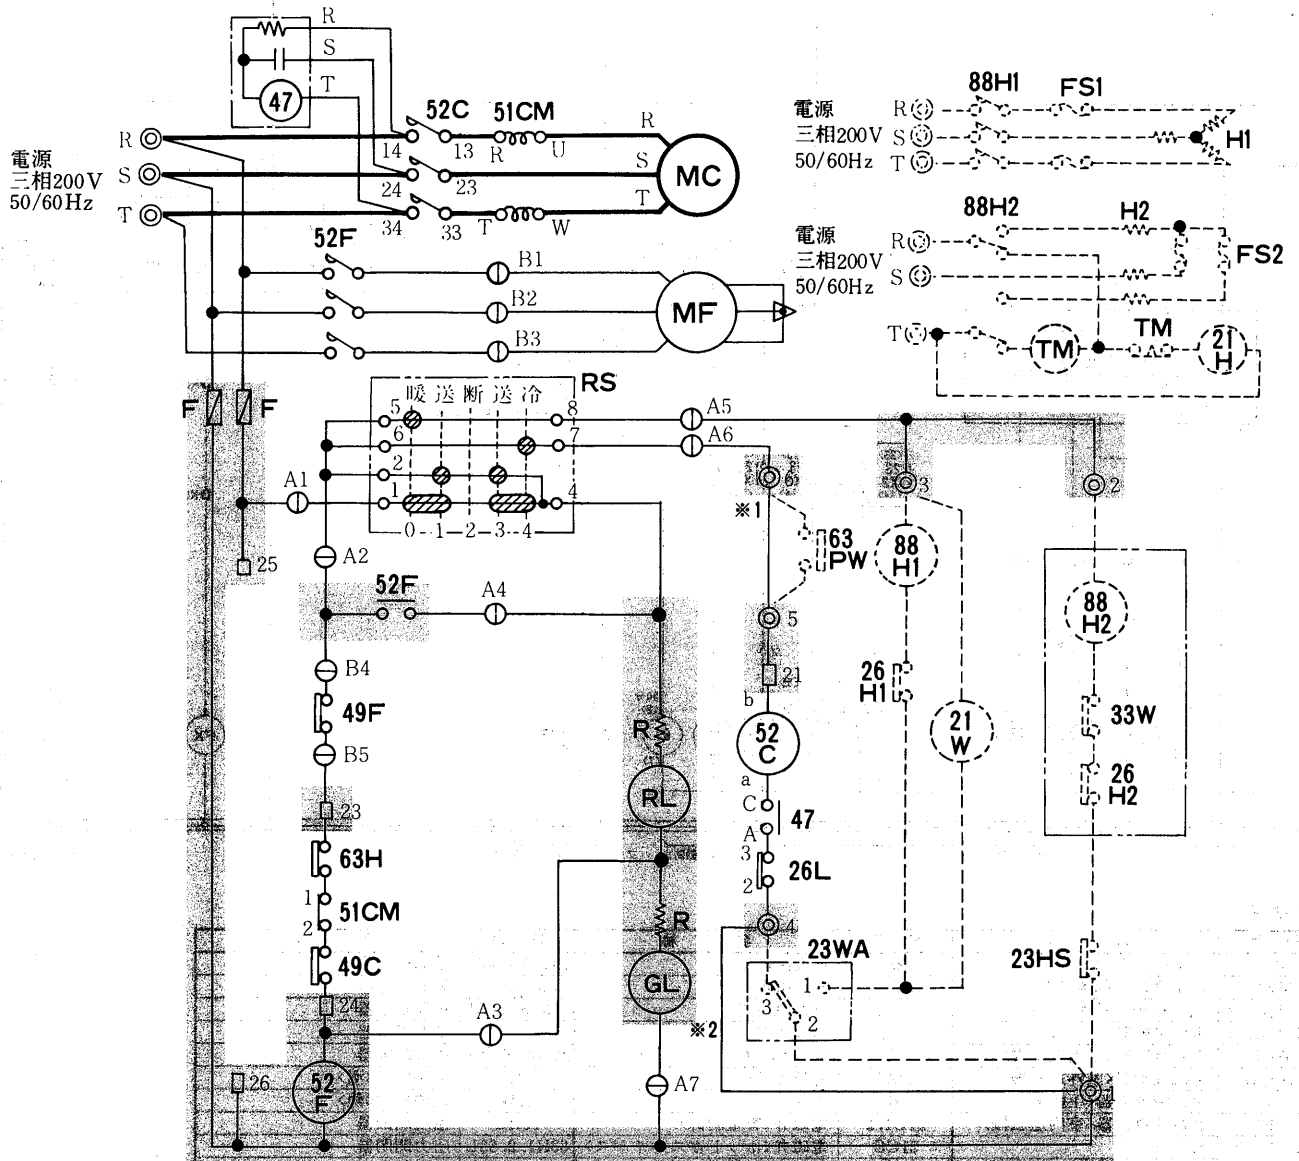 R
S
T
47
52C
51CM
R
S
T
14
13
R
U
24
23
34
33
T
W
MC
電源
三相200V
50/60Hz
R
S
T
52F
B1
B2
B3
MF
88H1
FS1
電源
三相200V
50/60Hz
R
S
T
H1
88H2
H2
電源
三相200V
50/60Hz
R
S
T
FS2
TM
TM
21
H
F
F
暖 送 断 送 冷
RS
5
8
6
7
2
1
4
0 1 2 3 4
A1
A5
A6
25
A2
52F
A4
B4
49F
B5
23
63H
1
51CM
2
49C
24
A3
26
52
F
R
RL
R
GL
※2
A7
6
※1
63
PW
5
21
b
52
C
a
C
47
A
3
26L
2
4
23WA
3
1
2
3
88
H1
26
H1
21
W
2
88
H2
33W
26
H2
23HS
1